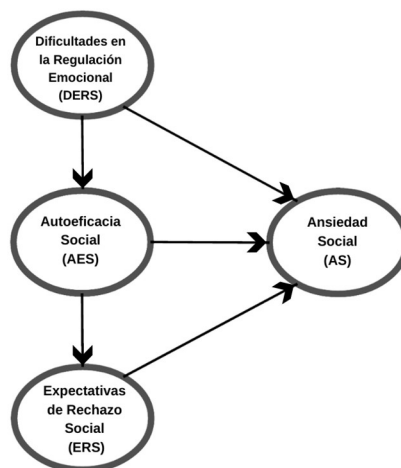 Dificultades en
la Regulación
Emocional
(DERS)
Autoeficacia
Social
(AES)
Ansiedad
Social
(AS)
Expectativas
de Rechazo
Social
(ERS)